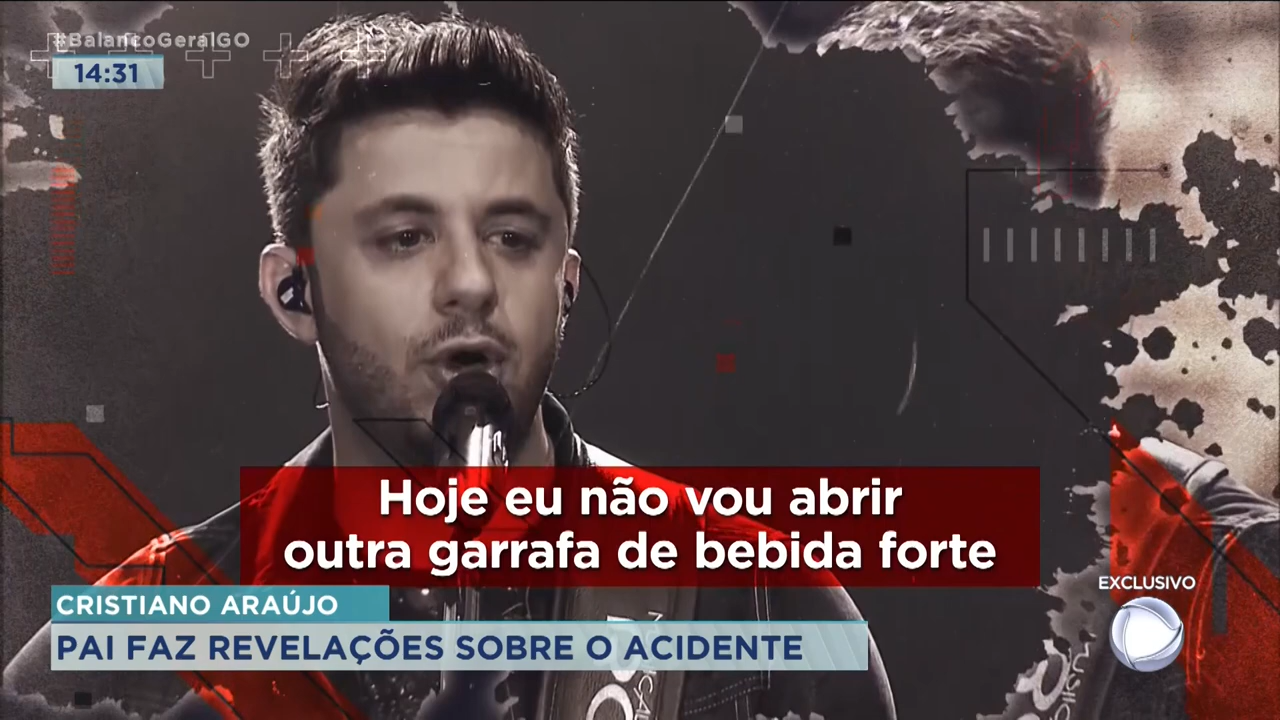 #BalançoGeralGO
14:31
Hoje eu não vou abrir
outra garrafa de bebida forte
CRISTIANO ARAÚJO
PAI FAZ REVELAÇÕES SOBRE O ACIDENTE
EXCLUSIVO